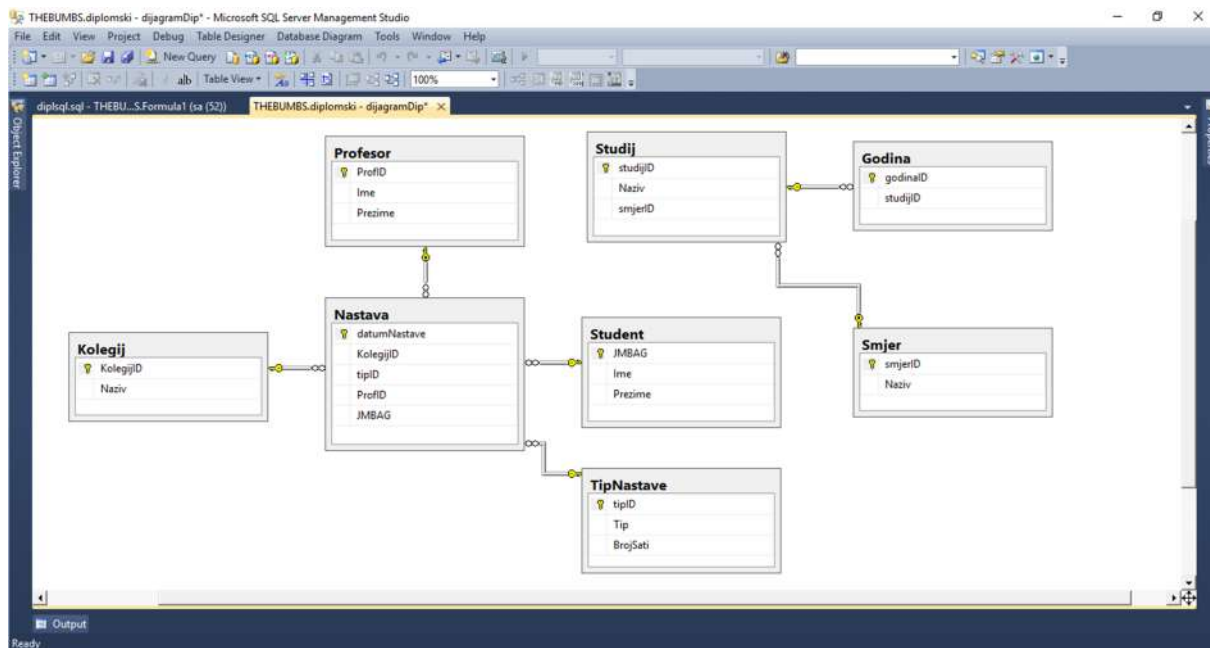 THEBUMBS.diplomski - dijagramDip* - Microsoft SQL Server Management Studio
File Edit View Project Debug Table Designer Database Diagram Tools Window Help
New Query
Table View 100%
diplsql.sql - THEBU...S.Formula1 (sa (52)) THEBUMBS.diplomski - dijagramDip*
Object Explorer
Profesor
ProfID
Ime
Prezime
Studij
studijID
Naziv
smjerID
Godina
godinaID
studijID
Kolegij
KolegijID
Naziv
Nastava
datumNastave
KolegijID
tipID
ProfID
JMBAG
Student
JMBAG
Ime
Prezime
Smjer
smjerID
Naziv
TipNastave
tipID
Tip
BrojSati
Output
Ready